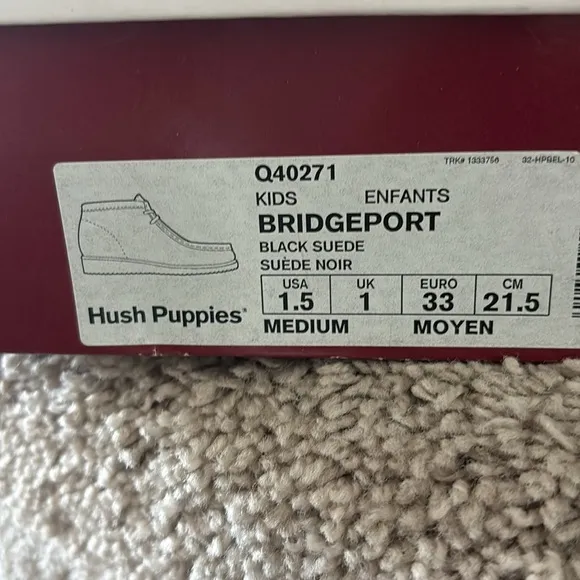 TRK# 1333756 32-HPGEL-10
Q40271
KIDS ENFANTS
BRIDGEPORT
BLACK SUEDE
SUÈDE NOIR
USA UK EURO CM
1.5 1 33 21.5
MEDIUM MOYEN
Hush Puppies®